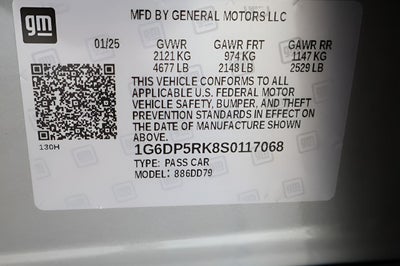 gm
MFD BY GENERAL MOTORS LLC
01/25 GVWR GAWR FRT GAWR RR
2121 KG 974 KG 1147 KG
4677 LB 2148 LB 2529 LB
THIS VEHICLE CONFORMS TO ALL
APPLICABLE U.S. FEDERAL MOTOR
VEHICLE SAFETY, BUMPER, AND THEFT
PREVENTION STANDARDS IN EFFECT ON
THE DATE OF MANUFACTURE SHOWN
ABOVE.
130H
1G6DP5RK8S0117068
TYPE: PASS CAR
MODEL: 886DD79